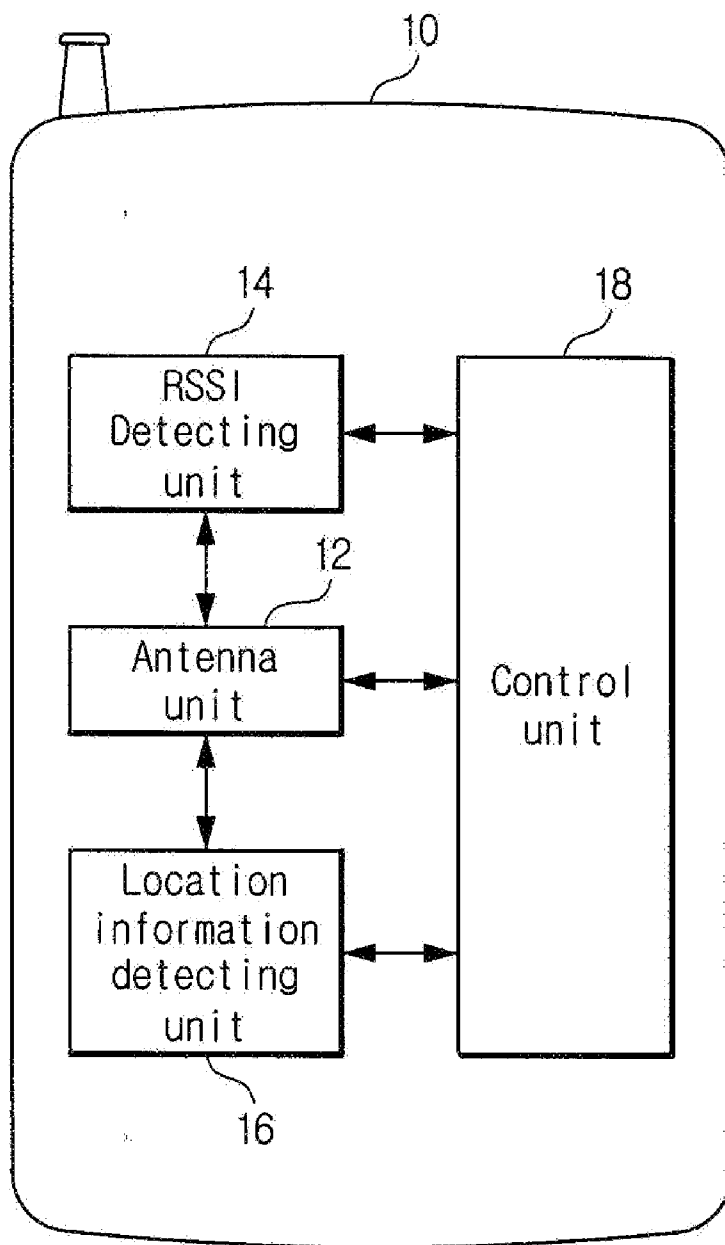 10
14
18
RSSI
Detecting
unit
12
Antenna
unit
Control
unit
Location
information
detecting
unit
16